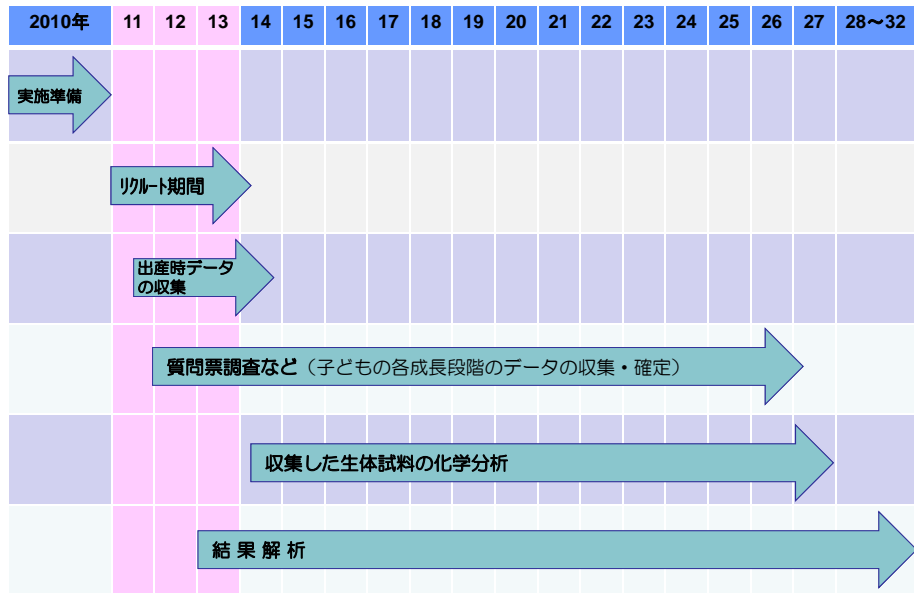 2010年 11 12 13 14 15 16 17 18 19 20 21 22 23 24 25 26 27 28～32
実施準備
ﾘｸﾙｰﾄ期間
出産時データ
の収集
質問票調査など（子どもの各成長段階のデータの収集・確定）
収集した生体試料の化学分析
結 果 解 析